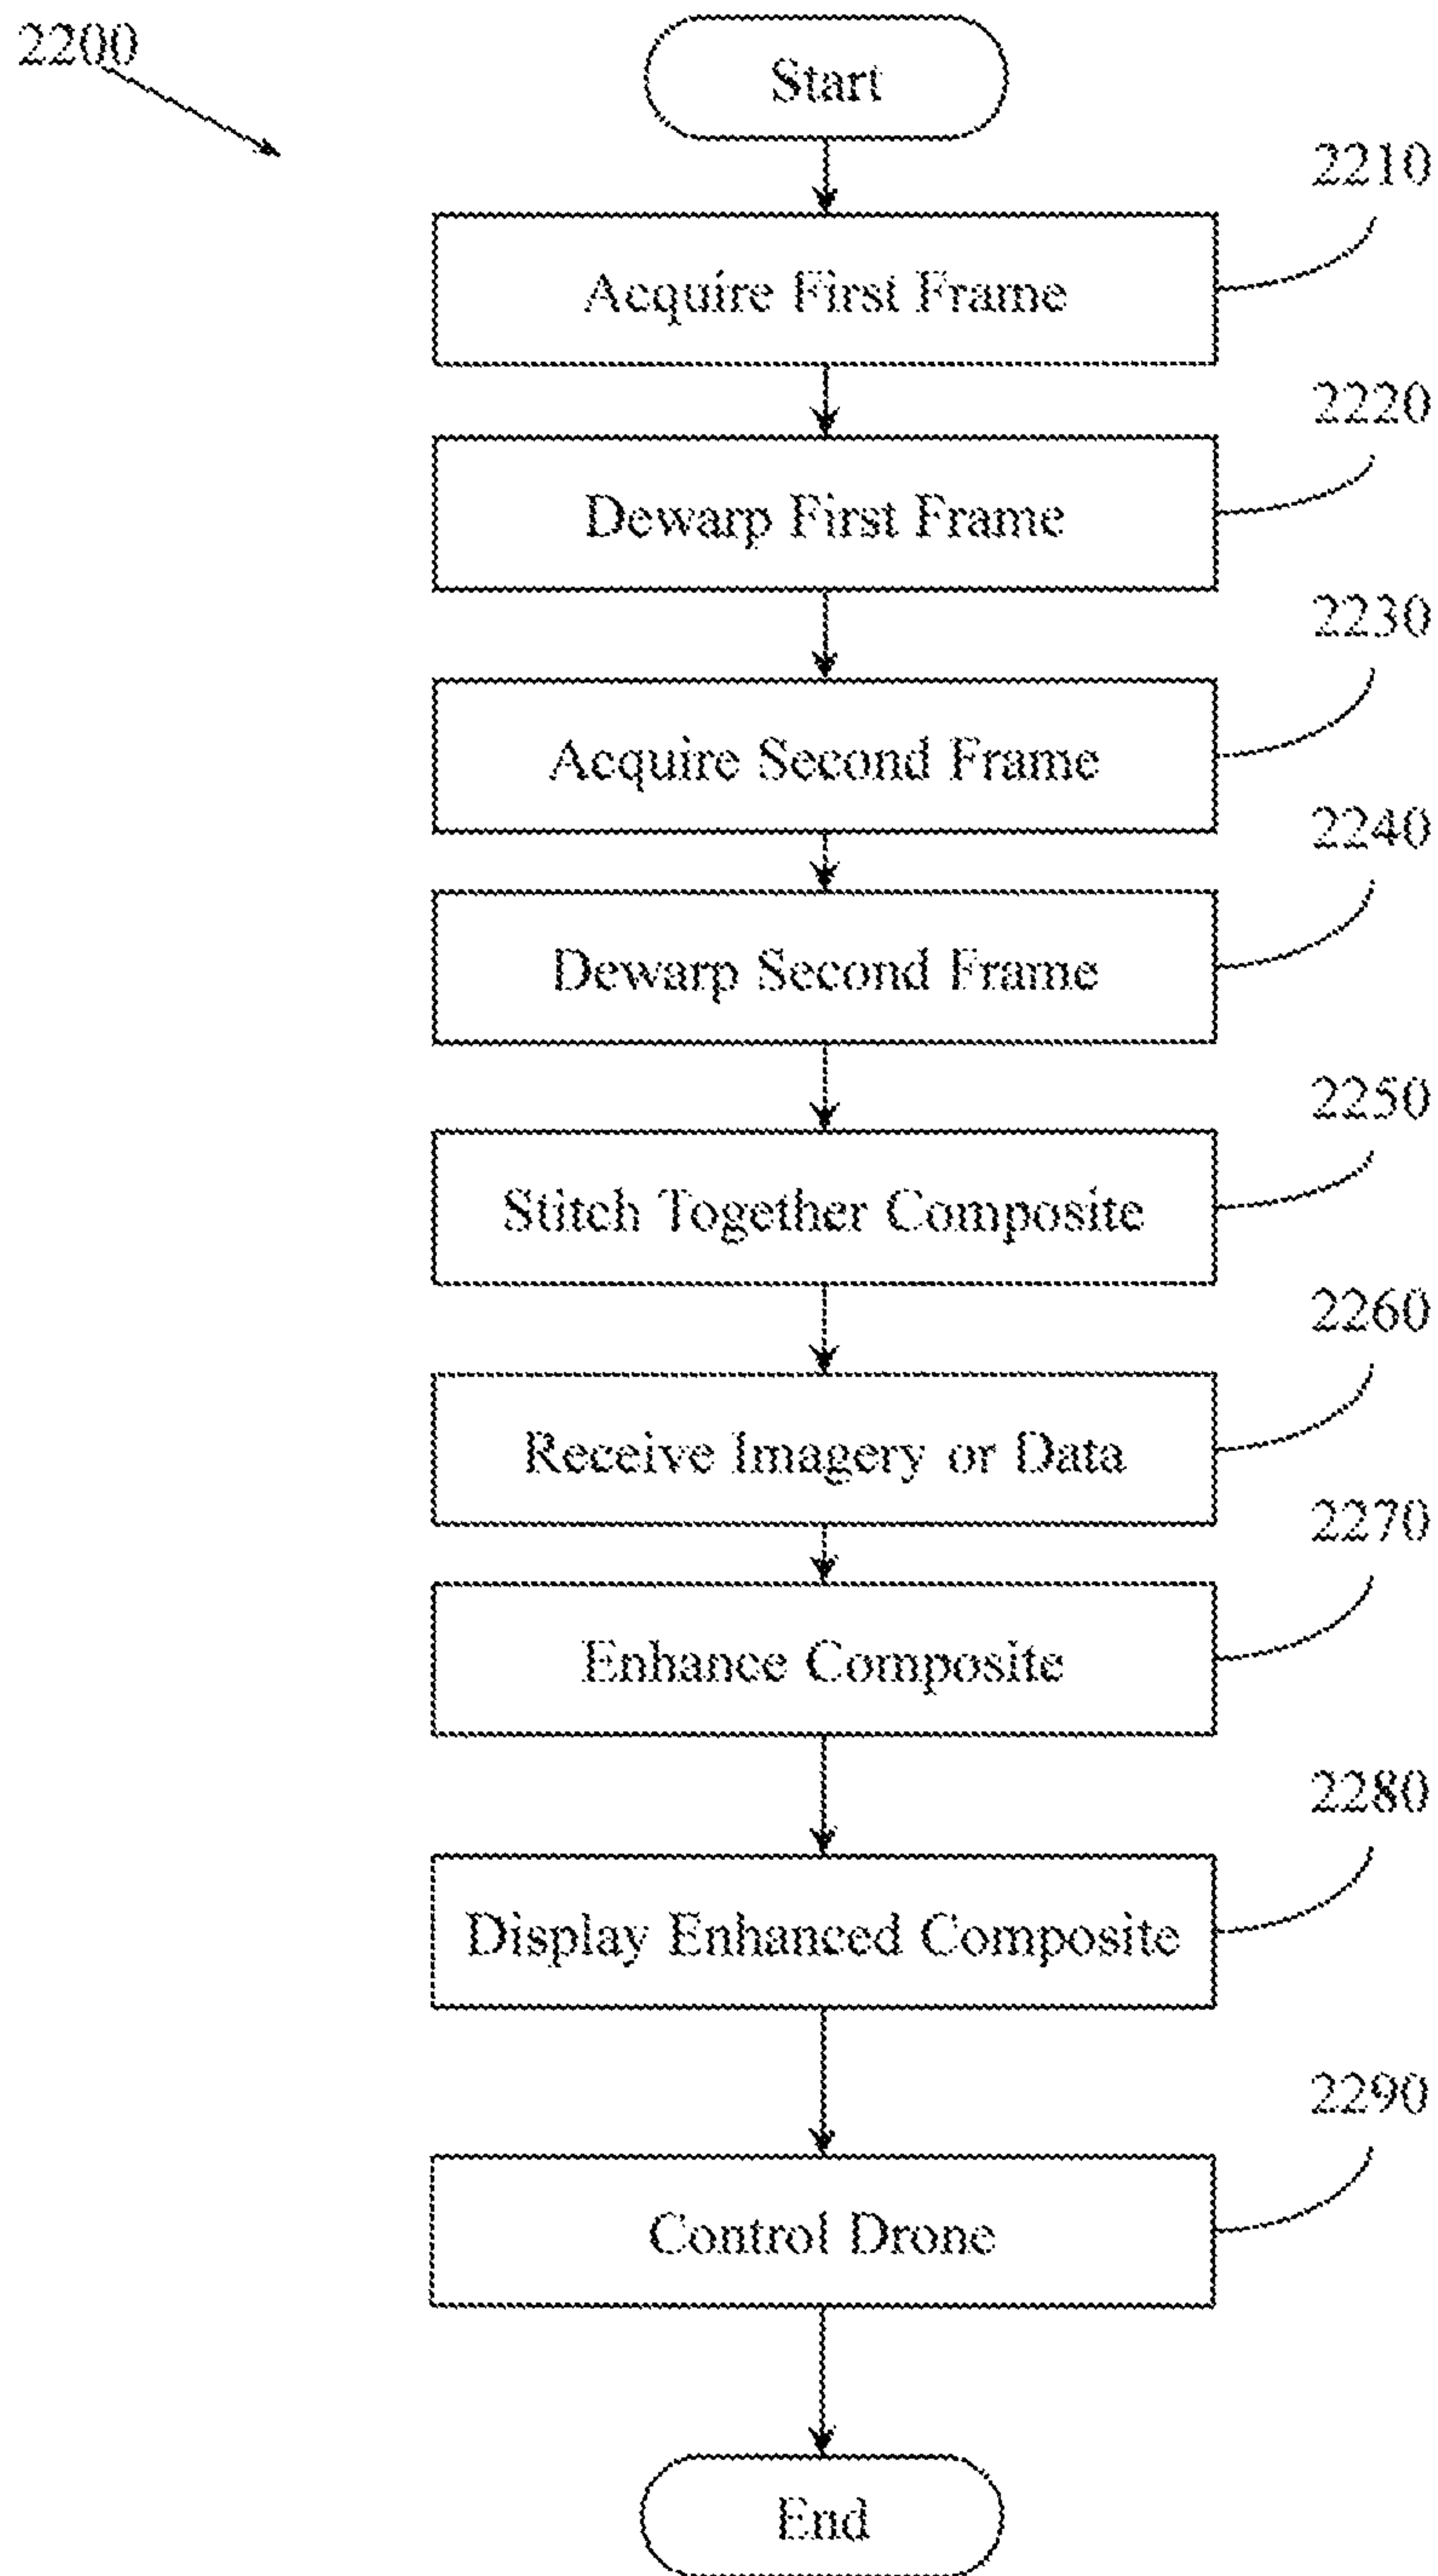 2200
Start
2210
Acquire First Frame
2220
Dewarp First Frame
2230
Acquire Second Frame
2240
Dewarp Second Frame
2250
Stitch Together Composite
2260
Receive Imagery or Data
2270
Enhance Composite
2280
Display Enhanced Composite
2290
Control Drone
End